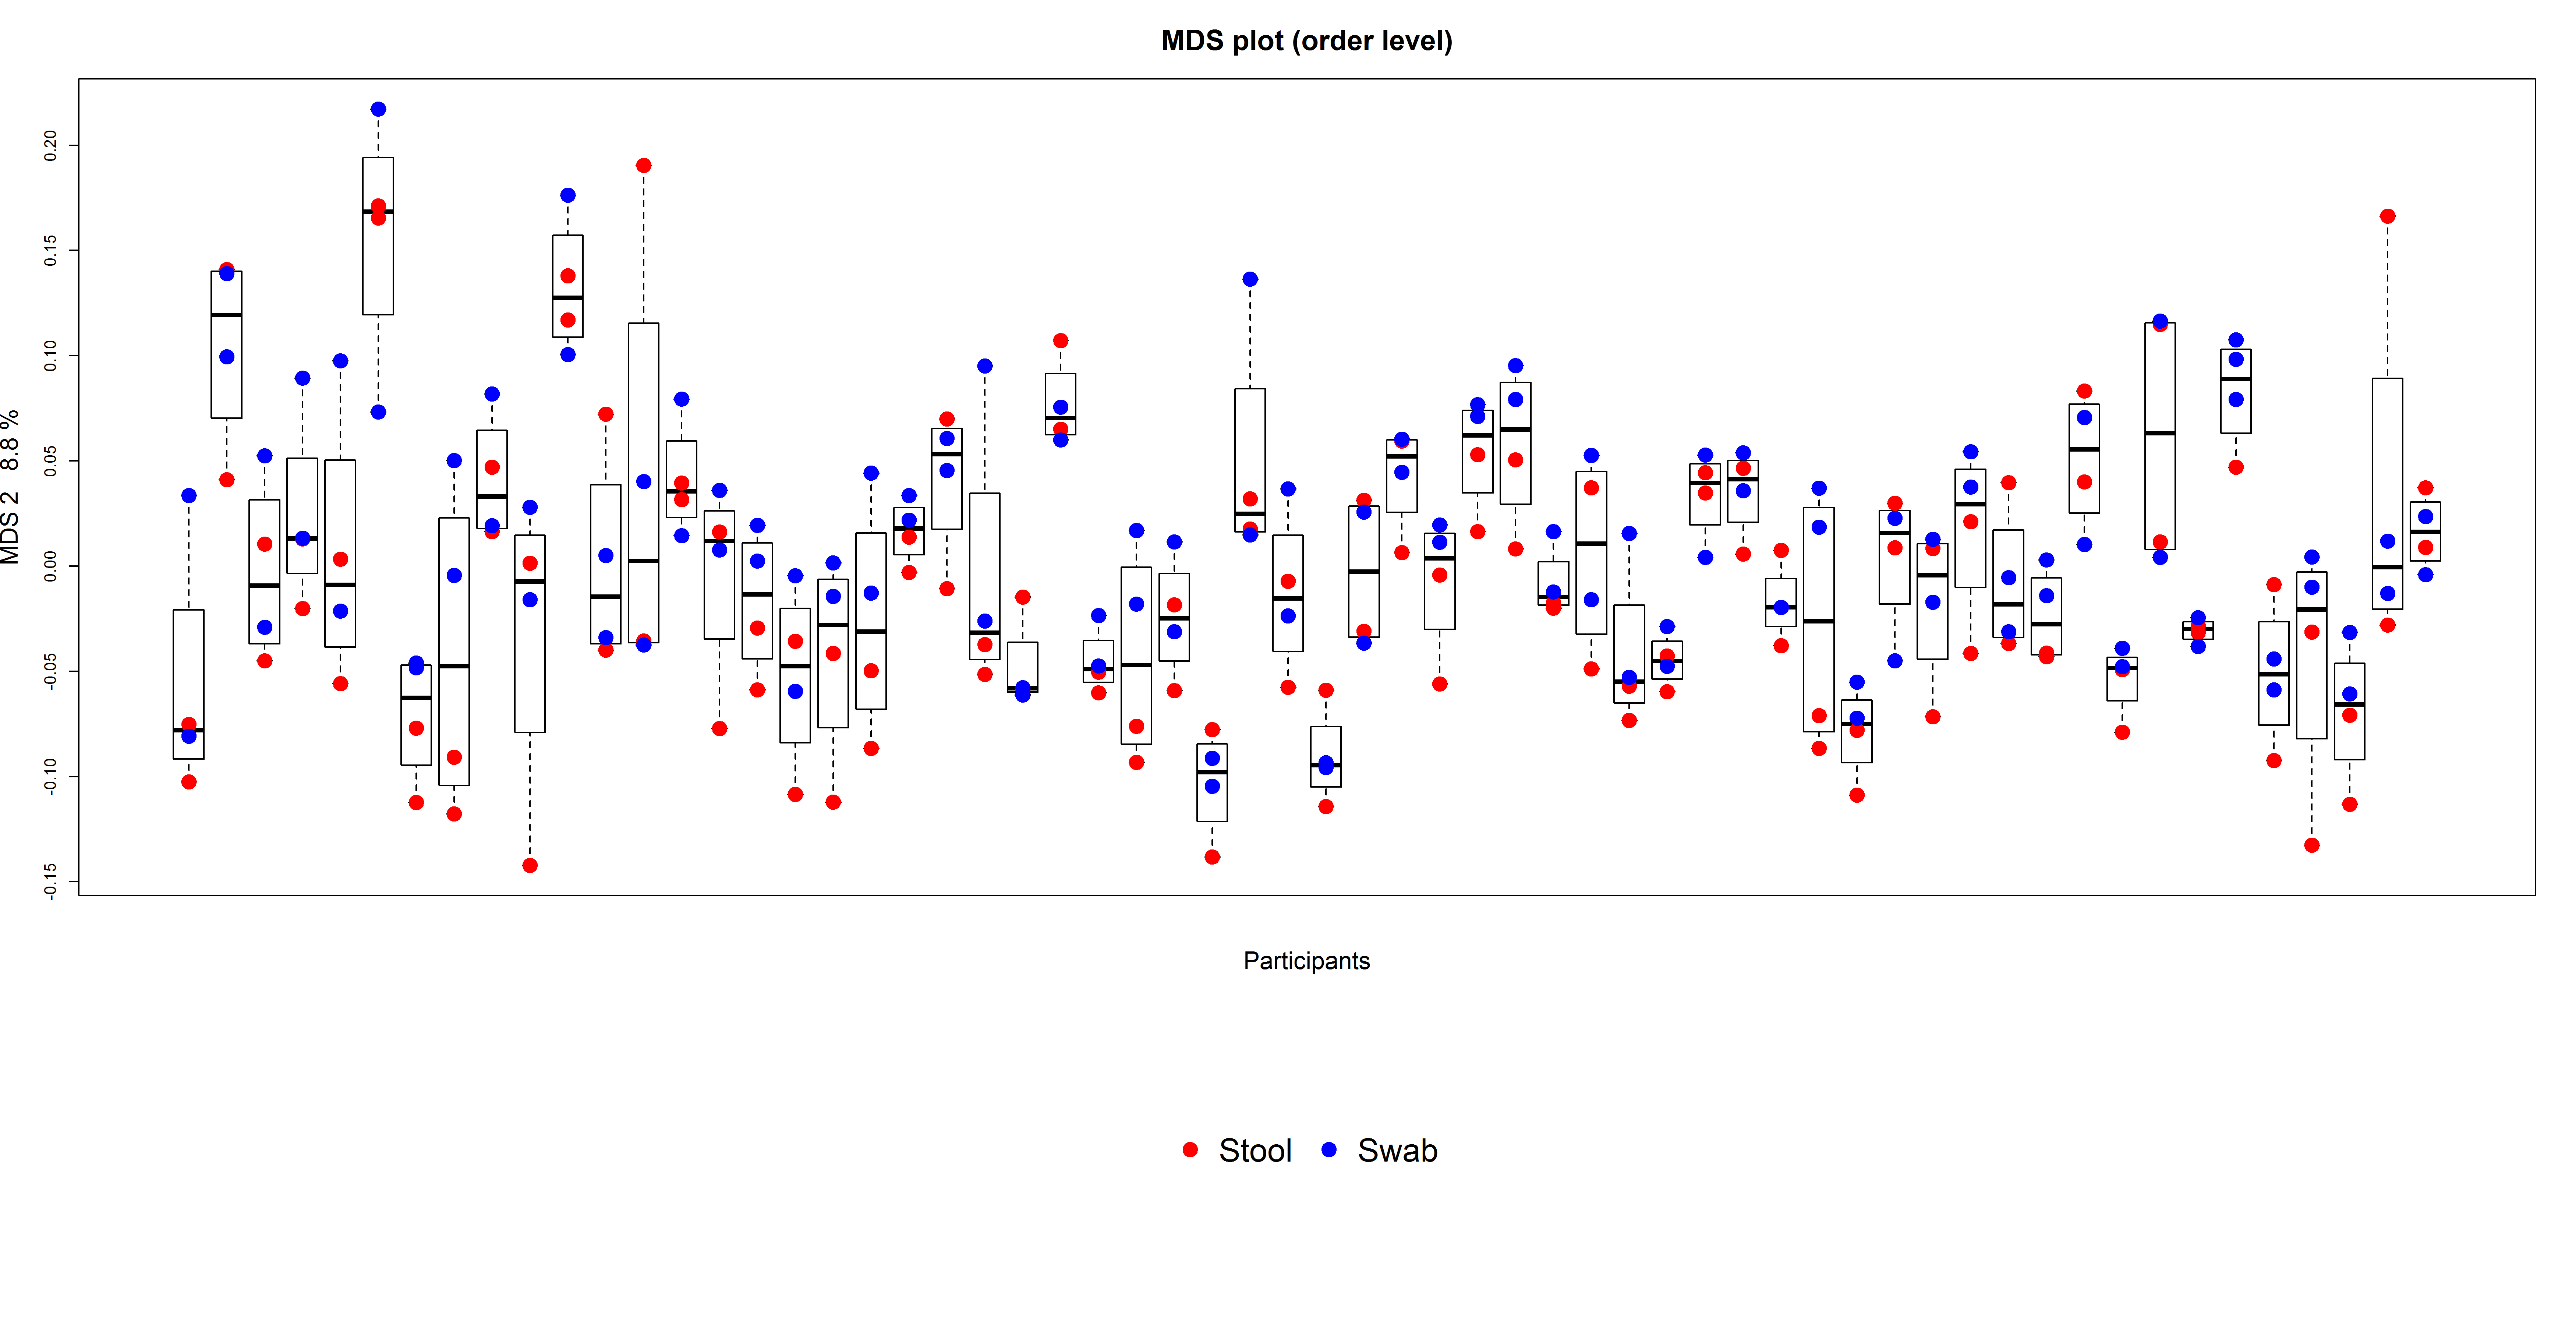 MDS plot (order level)
MDS 2 8.8 %
0.20
0.15
0.10
0.05
0.00
-0.05
-0.10
-0.15
Participants
Stool
Swab